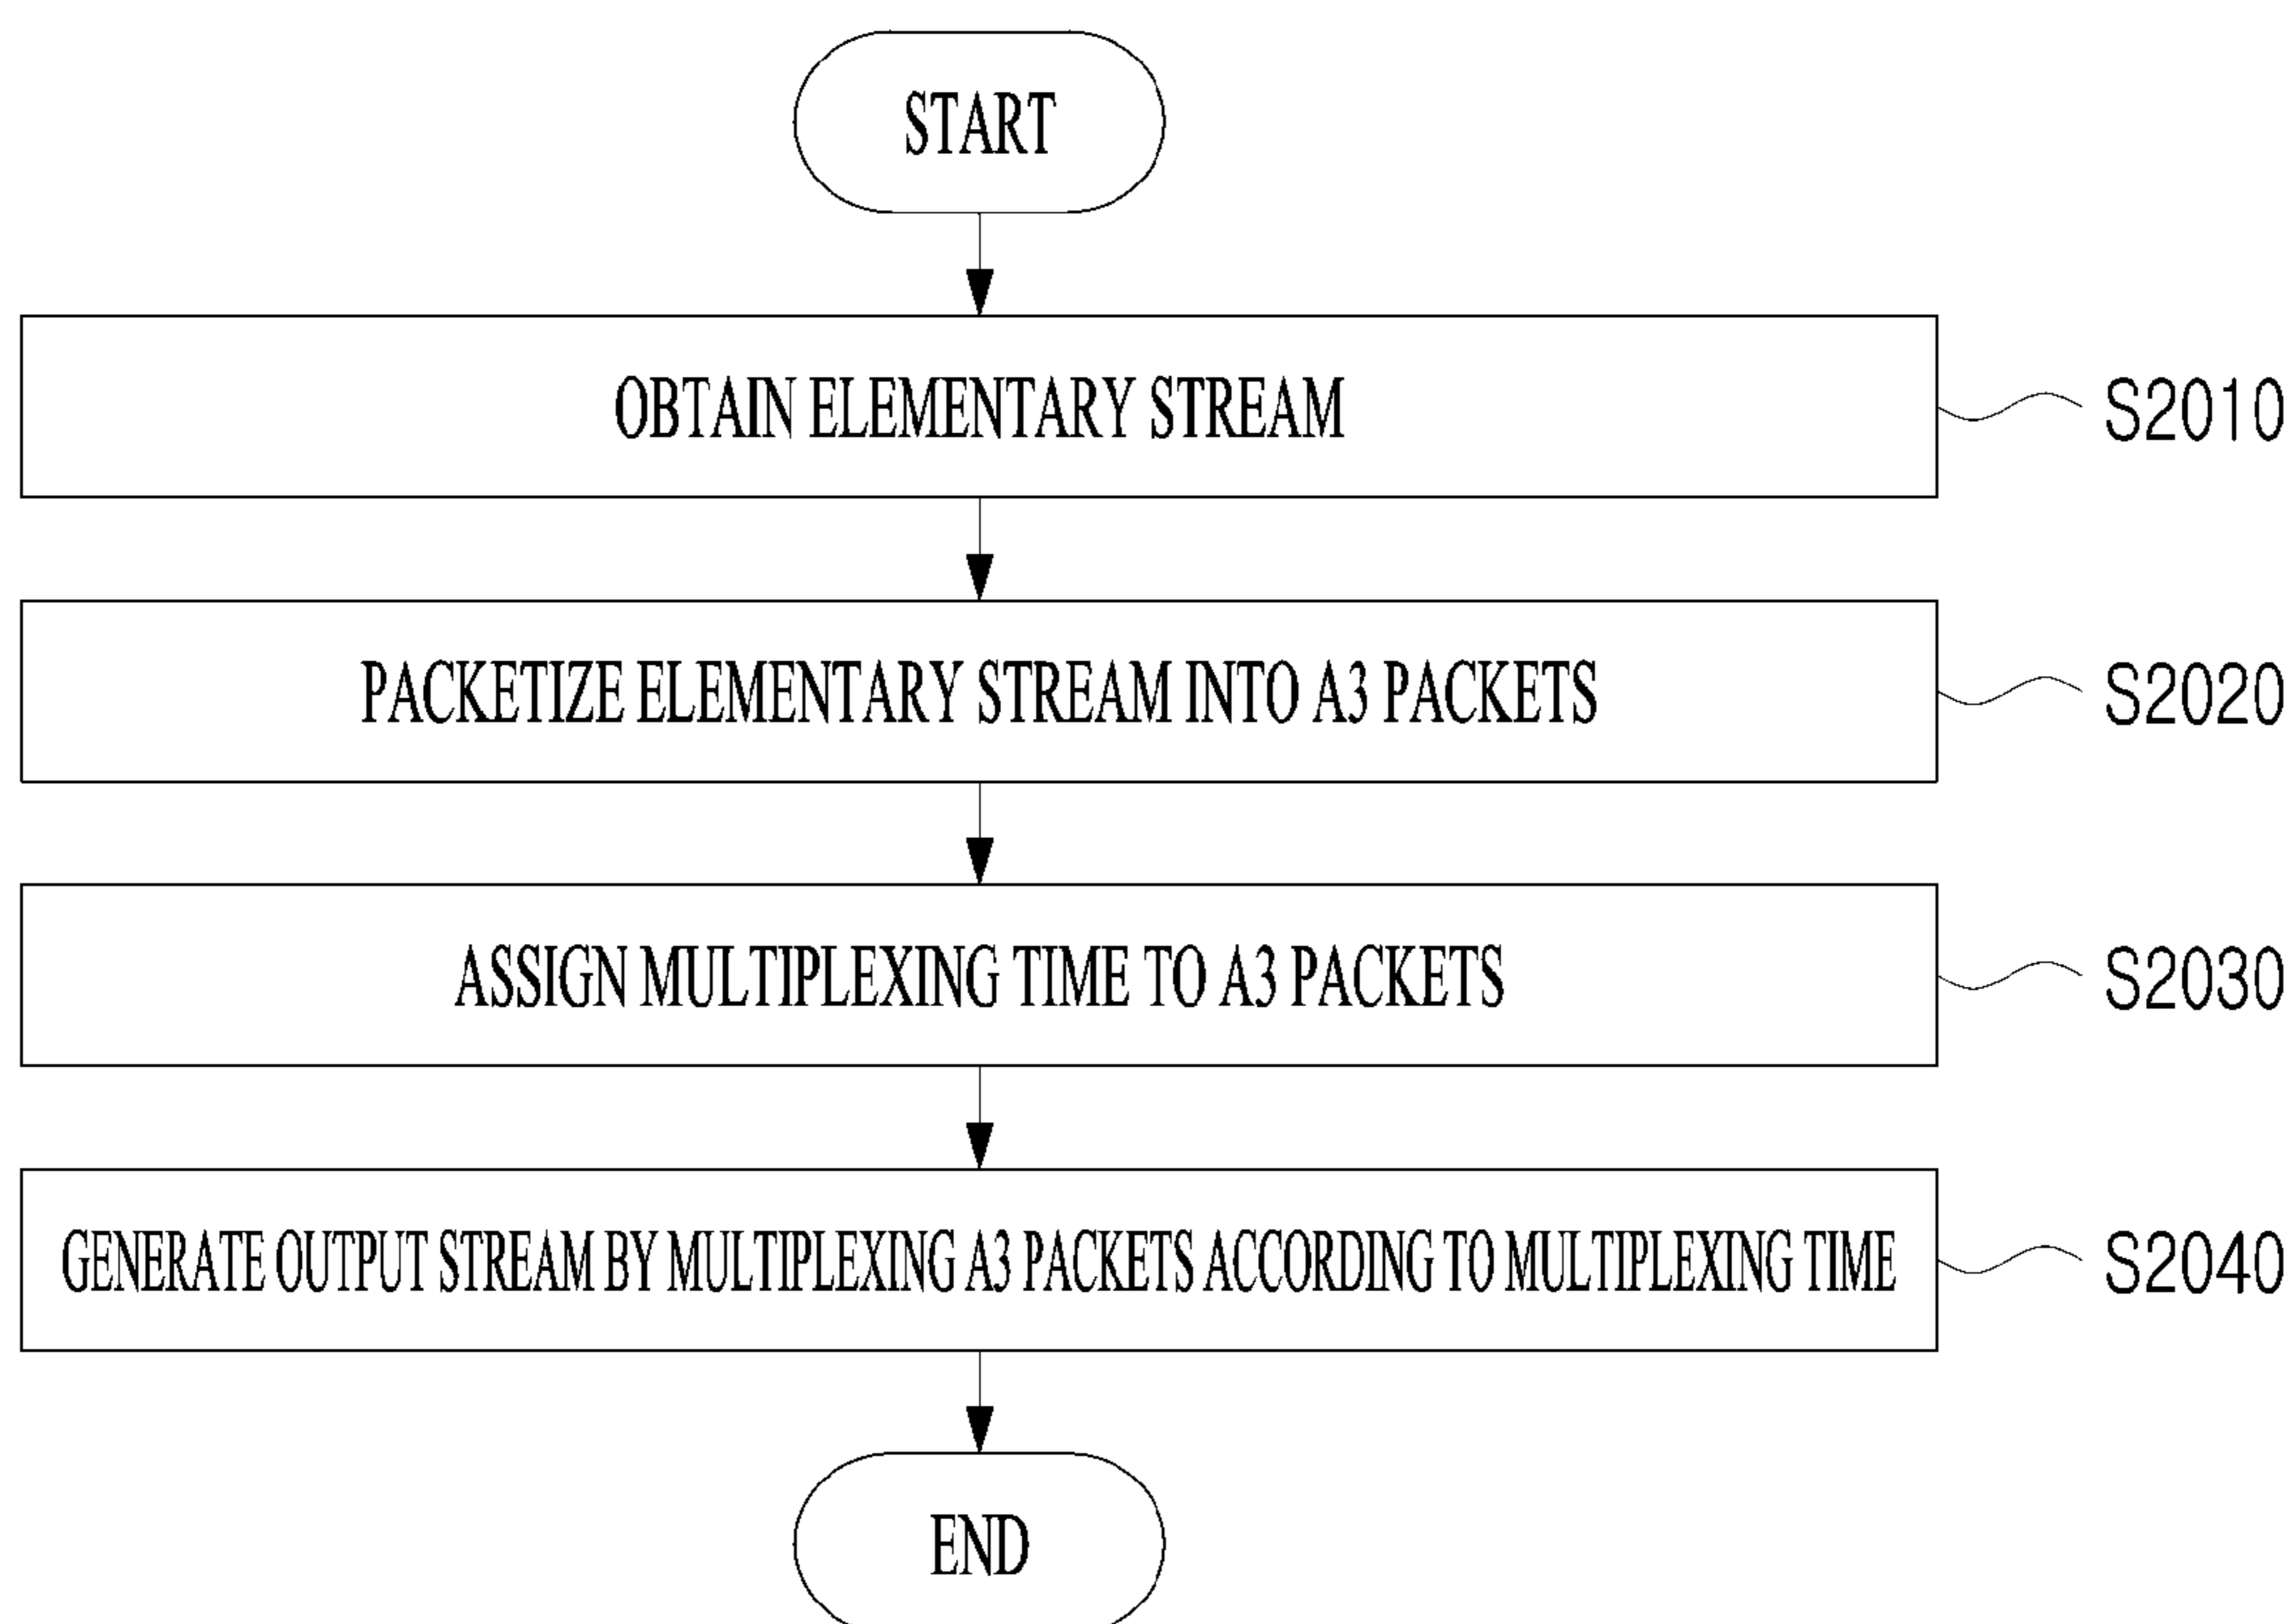 START
OBTAIN ELEMENTARY STREAM
S2010
PACKETIZE ELEMENTARY STREAM INTO A3 PACKETS
S2020
ASSIGN MULTIPLEXING TIME TO A3 PACKETS
S2030
GENERATE OUTPUT STREAM BY MULTIPLEXING A3 PACKETS ACCORDING TO MULTIPLEXING TIME
S2040
END